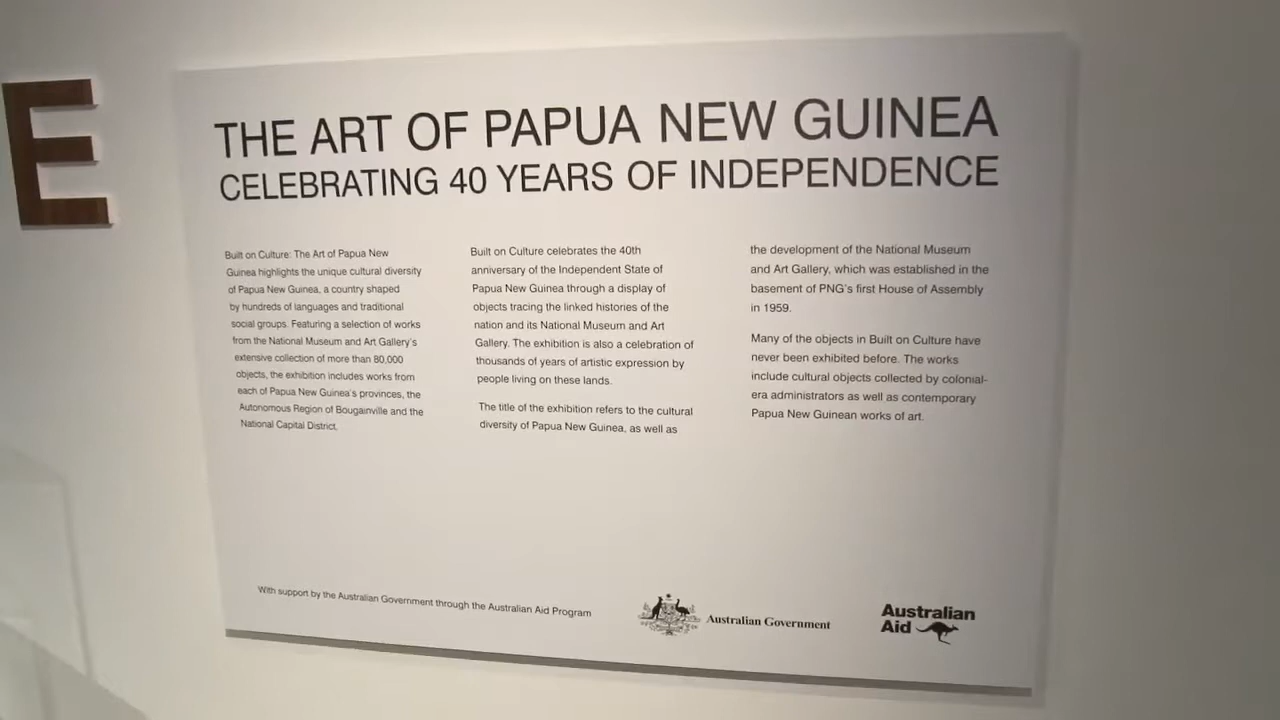 E
THE ART OF PAPUA NEW GUINEA
CELEBRATING 40 YEARS OF INDEPENDENCE
Built on Culture: The Art of Papua New
Guinea highlights the unique cultural diversity
of Papua New Guinea, a country shaped
by hundreds of languages and traditional
social groups. Featuring a selection of works
from the National Museum and Art Gallery's
extensive collection of more than 80,000
objects, the exhibition includes works from
each of Papua New Guinea's provinces, the
Autonomous Region of Bougainville and the
National Capital District.
Built on Culture celebrates the 40th
anniversary of the Independent State of
Papua New Guinea through a display of
objects tracing the linked histories of the
nation and its National Museum and Art
Gallery. The exhibition is also a celebration of
thousands of years of artistic expression by
people living on these lands.
The title of the exhibition refers to the cultural
diversity of Papua New Guinea, as well as
the development of the National Museum
and Art Gallery, which was established in the
basement of PNG's first House of Assembly
in 1959.
Many of the objects in Built on Culture have
never been exhibited before. The works
include cultural objects collected by colonial-
era administrators as well as contemporary
Papua New Guinean works of art.
With support by the Australian Government through the Australian Aid Program
Australian Government
Australian
Aid